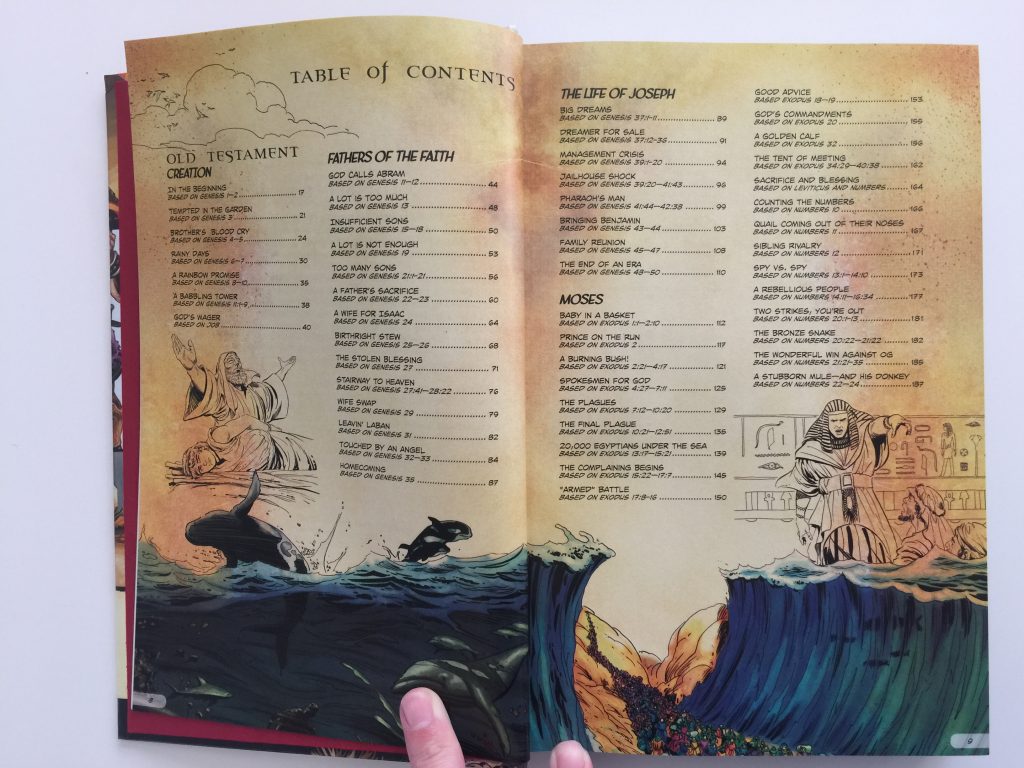 TABLE of CONTENTS
OLD TESTAMENT
CREATION
IN THE BEGINNING
BASED ON GENESIS 1–2 17
TEMPTED IN THE GARDEN
BASED ON GENESIS 3 21
BROTHER'S BLOOD CRY
BASED ON GENESIS 4–5 24
RAINY DAYS
BASED ON GENESIS 6–7 30
A RAINBOW PROMISE
BASED ON GENESIS 8–10 35
A BABBLING TOWER
BASED ON GENESIS 11:1-9 38
GOD'S WAGER
BASED ON JOB 40
FATHERS OF THE FAITH
GOD CALLS ABRAM
BASED ON GENESIS 11–12 44
A LOT IS TOO MUCH
BASED ON GENESIS 13 48
INSUFFICIENT SONS
BASED ON GENESIS 15–18 50
A LOT IS NOT ENOUGH
BASED ON GENESIS 19 53
TOO MANY SONS
BASED ON GENESIS 21:1-21 56
A FATHER'S SACRIFICE
BASED ON GENESIS 22–23 60
A WIFE FOR ISAAC
BASED ON GENESIS 24 64
BIRTHRIGHT STEW
BASED ON GENESIS 25–26 68
THE STOLEN BLESSING
BASED ON GENESIS 27 71
STAIRWAY TO HEAVEN
BASED ON GENESIS 27:41–28:22 76
WIFE SWAP
BASED ON GENESIS 29 79
LEAVIN' LABAN
BASED ON GENESIS 31 82
TOUCHED BY AN ANGEL
BASED ON GENESIS 32–33 84
HOMECOMING
BASED ON GENESIS 35 87
8
THE LIFE OF JOSEPH
BIG DREAMS
BASED ON GENESIS 37:1-11 89
DREAMER FOR SALE
BASED ON GENESIS 37:12-36 91
MANAGEMENT CRISIS
BASED ON GENESIS 39:1-20 94
JAILHOUSE SHOCK
BASED ON GENESIS 39:20–41:43 96
PHARAOH'S MAN
BASED ON GENESIS 41:44–42:38 99
BRINGING BENJAMIN
BASED ON GENESIS 43–44 103
FAMILY REUNION
BASED ON GENESIS 45–47 108
THE END OF AN ERA
BASED ON GENESIS 48–50 110
MOSES
BABY IN A BASKET
BASED ON EXODUS 1:1–2:10 112
PRINCE ON THE RUN
BASED ON EXODUS 2 117
A BURNING BUSH!
BASED ON EXODUS 2:21–4:17 121
SPOKESMEN FOR GOD
BASED ON EXODUS 4:27–7:11 125
THE PLAGUES
BASED ON EXODUS 7:12–10:20 129
THE FINAL PLAGUE
BASED ON EXODUS 10:21–12:51 135
20,000 EGYPTIANS UNDER THE SEA
BASED ON EXODUS 13:17–15:21 139
THE COMPLAINING BEGINS
BASED ON EXODUS 15:22–17:7 145
"ARMED" BATTLE
BASED ON EXODUS 17:8-16 150
GOOD ADVICE
BASED EXODUS 18–19 153
GOD'S COMMANDMENTS
BASED ON EXODUS 20 155
A GOLDEN CALF
BASED ON EXODUS 32 156
THE TENT OF MEETING
BASED ON EXODUS 34:29–40:38 162
SACRIFICE AND BLESSING
BASED ON LEVITICUS AND NUMBERS 164
COUNTING THE NUMBERS
BASED ON NUMBERS 10 166
QUAIL COMING OUT OF THEIR NOSES
BASED ON NUMBERS 11 167
SIBLING RIVALRY
BASED ON NUMBERS 12 171
SPY VS. SPY
BASED ON NUMBERS 13:1–14:10 173
A REBELLIOUS PEOPLE
BASED ON NUMBERS 14:11–16:34 177
TWO STRIKES, YOU'RE OUT
BASED ON NUMBERS 20:1-13 181
THE BRONZE SNAKE
BASED ON NUMBERS 20:22–21:22 182
THE WONDERFUL WIN AGAINST OG
BASED ON NUMBERS 21:21-35 185
A STUBBORN MULE—AND HIS DONKEY
BASED ON NUMBERS 22–24 187
9